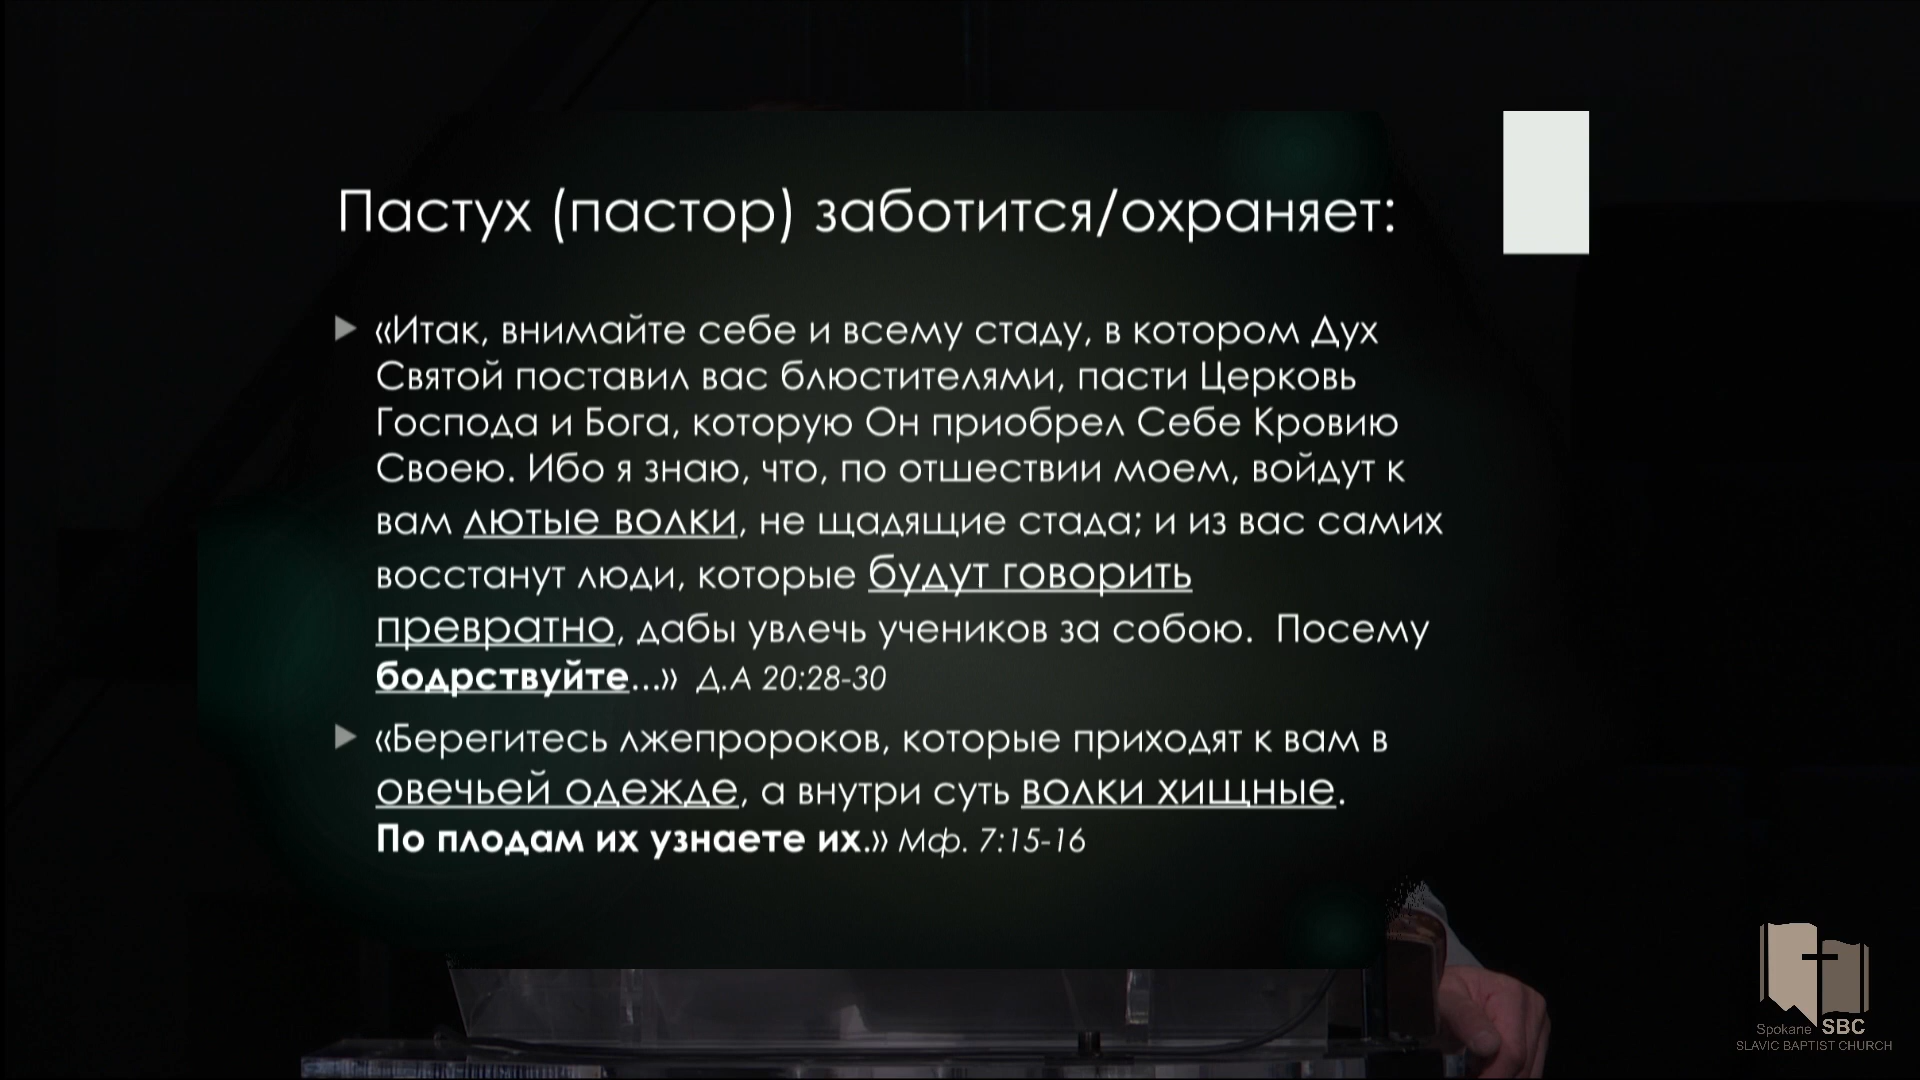 Пастух (пастор) заботится/охраняет:
«Итак, внимайте себе и всему стаду, в котором Дух
Святой поставил вас блюстителями, пасти Церковь
Господа и Бога, которую Он приобрел Себе Кровию
Своею. Ибо я знаю, что, по отшествии моем, войдут к
вам лютые волки, не щадящие стада; и из вас самих
восстанут люди, которые будут говорить
превратно, дабы увлечь учеников за собою.  Посему
бодрствуйте...»  Д.А 20:28-30
«Берегитесь лжепророков, которые приходят к вам в
овечьей одежде, а внутри суть волки хищные.
По плодам их узнаете их.» Мф. 7:15-16
Spokane SBC
SLAVIC BAPTIST CHURCH